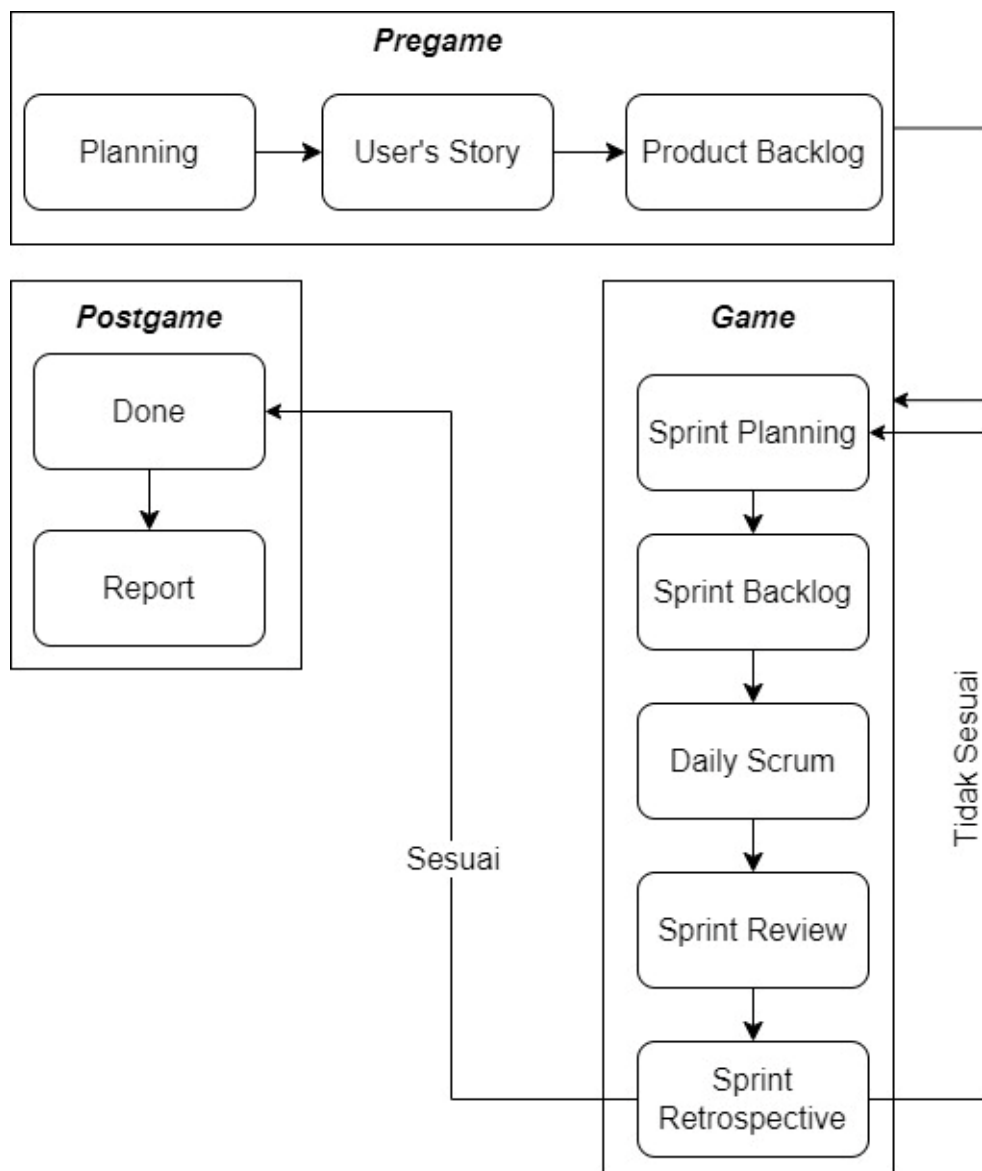 Pregame
Planning
User's Story
Product Backlog
Postgame
Done
Report
Game
Sprint Planning
Sprint Backlog
Daily Scrum
Sprint Review
Sprint
Retrospective
Sesuai
Tidak Sesuai